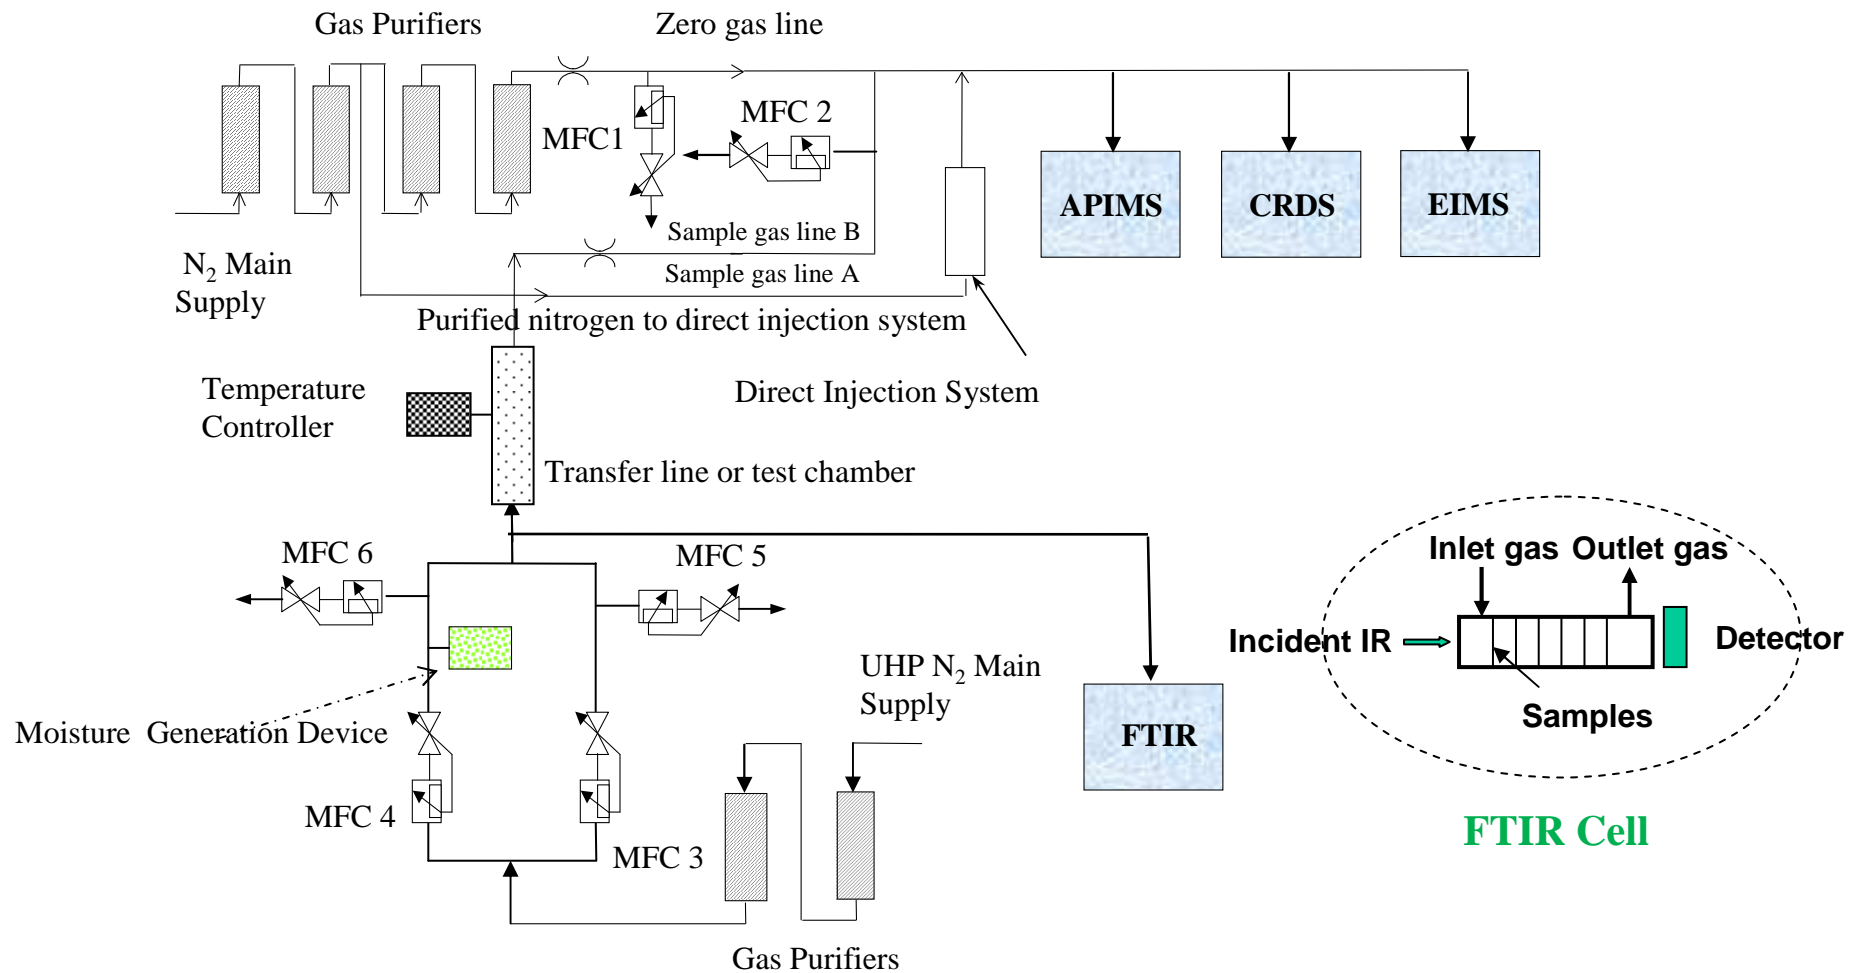 Gas Purifiers
Zero gas line
MFC1
MFC 2
APIMS
CRDS
EIMS
Sample gas line B
Sample gas line A
N₂ Main
Supply
Purified nitrogen to direct injection system
Temperature
Controller
Direct Injection System
Transfer line or test chamber
MFC 6
MFC 5
Inlet gas
Outlet gas
Incident IR
Detector
Samples
UHP N₂ Main
Supply
Moisture Generation Device
FTIR
MFC 4
MFC 3
FTIR Cell
Gas Purifiers